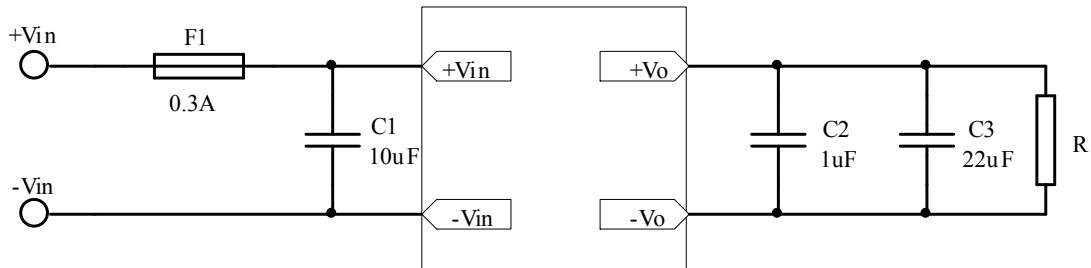 +Vin
F1
0.3A
C1
10uF
-Vin
+Vin
-Vin
+Vo
-Vo
C2
1uF
C3
22uF
R